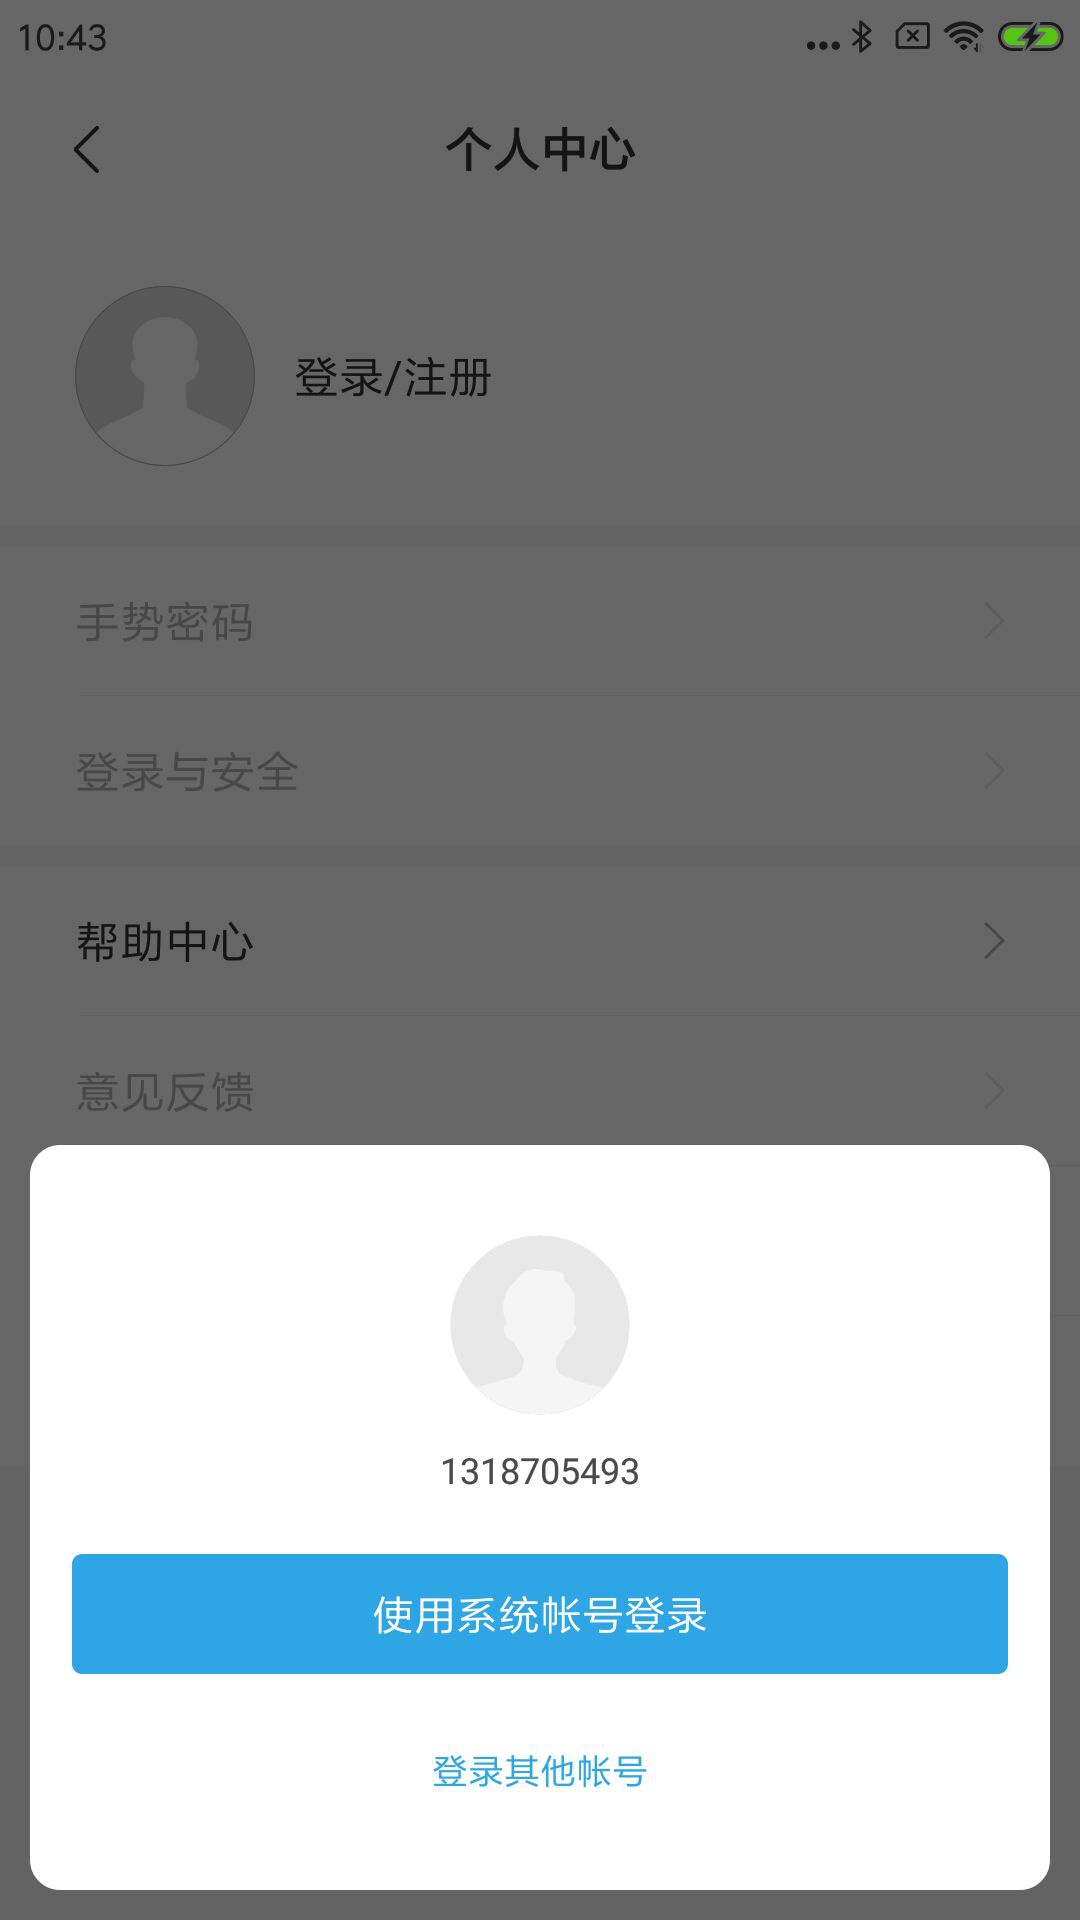 10:43
个人中心
登录/注册
手势密码
登录与安全
帮助中心
意见反馈
1318705493
使用系统帐号登录
登录其他帐号